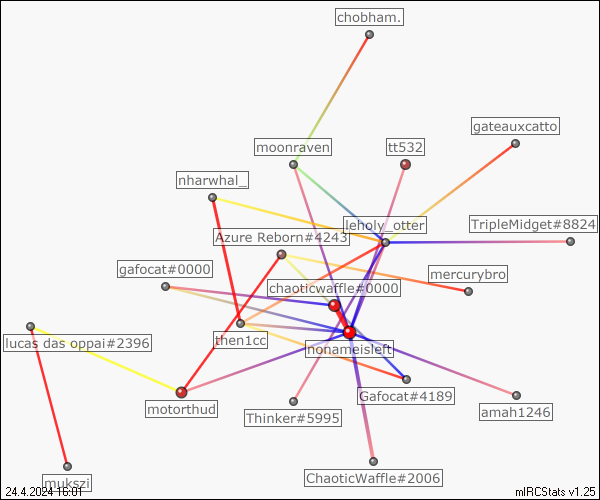 chobham.
gateauxcatto
moonraven
tt532
nharwhal_
leholy_otter
TripleMidget#8824
Azure Reborn#4243
gafocat#0000
mercurybro
chaoticwaffle#0000
lucas das oppai#2396
then1cc
nonameisleft
Gafocat#4189
motorthud
Thinker#5995
amah1246
mukszi
ChaoticWaffle#2006
24.4.2024 16:01
mIRCStats v1.25